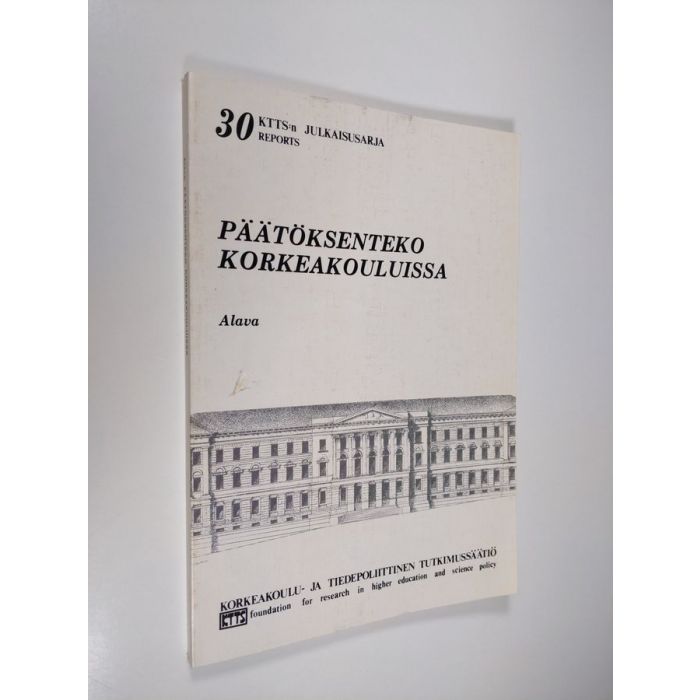 30 KTTS:n JULKAISUSARJA
REPORTS
PÄÄTÖKSENTEKO
KORKEAKOULUISSA
Alava
KORKEAKOULU- JA TIEDEPOLIITTINEN TUTKIMUSSÄÄTIÖ
KTTS foundation for research in higher education and science policy